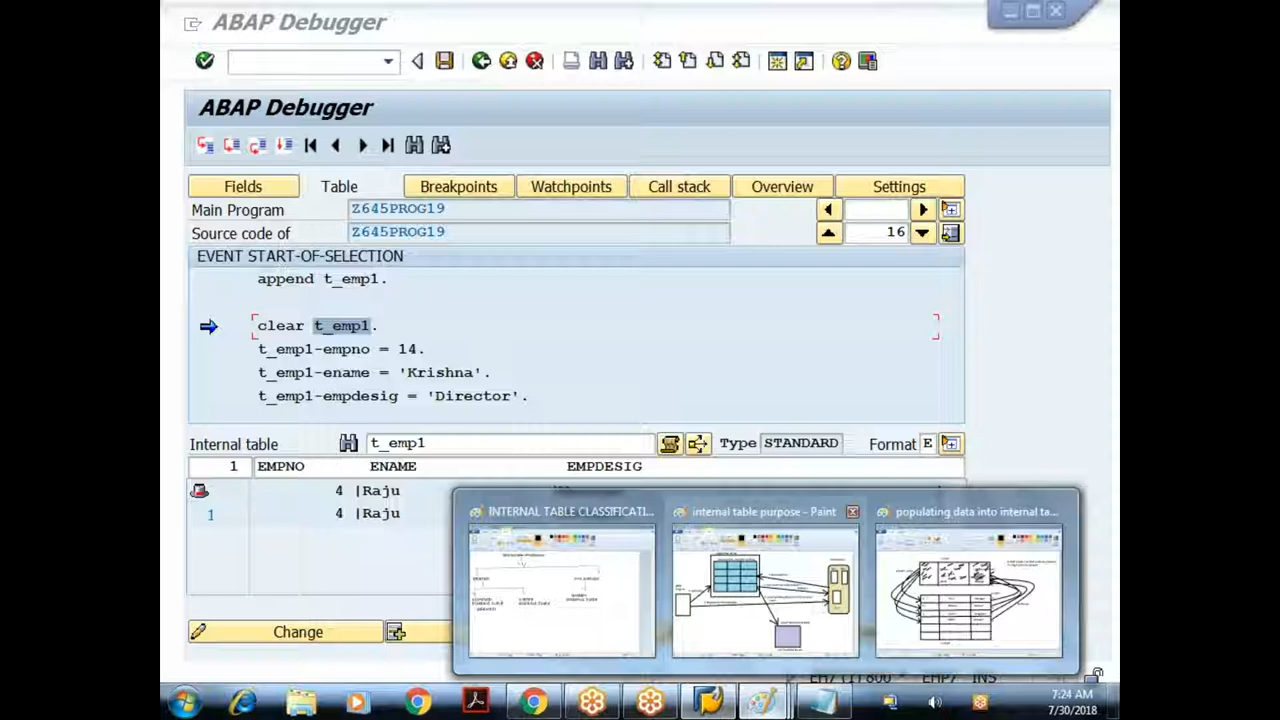 ABAP Debugger
ABAP Debugger
Fields Table Breakpoints Watchpoints Call stack Overview Settings
Main Program Z645PROG19
Source code of Z645PROG19 16
EVENT START-OF-SELECTION
append t_emp1.
clear t_emp1.
t_emp1-empno = 14.
t_emp1-ename = 'Krishna'.
t_emp1-empdesig = 'Director'.
Internal table t_emp1 Type STANDARD Format E
1 EMPNO ENAME EMPDESIG
4 |Raju
1 4 |Raju
INTERNAL TABLE CLASSIFICATI... internal table purpose - Paint populating data into internal ta...
Change
INS
7:24 AM
7/30/2018